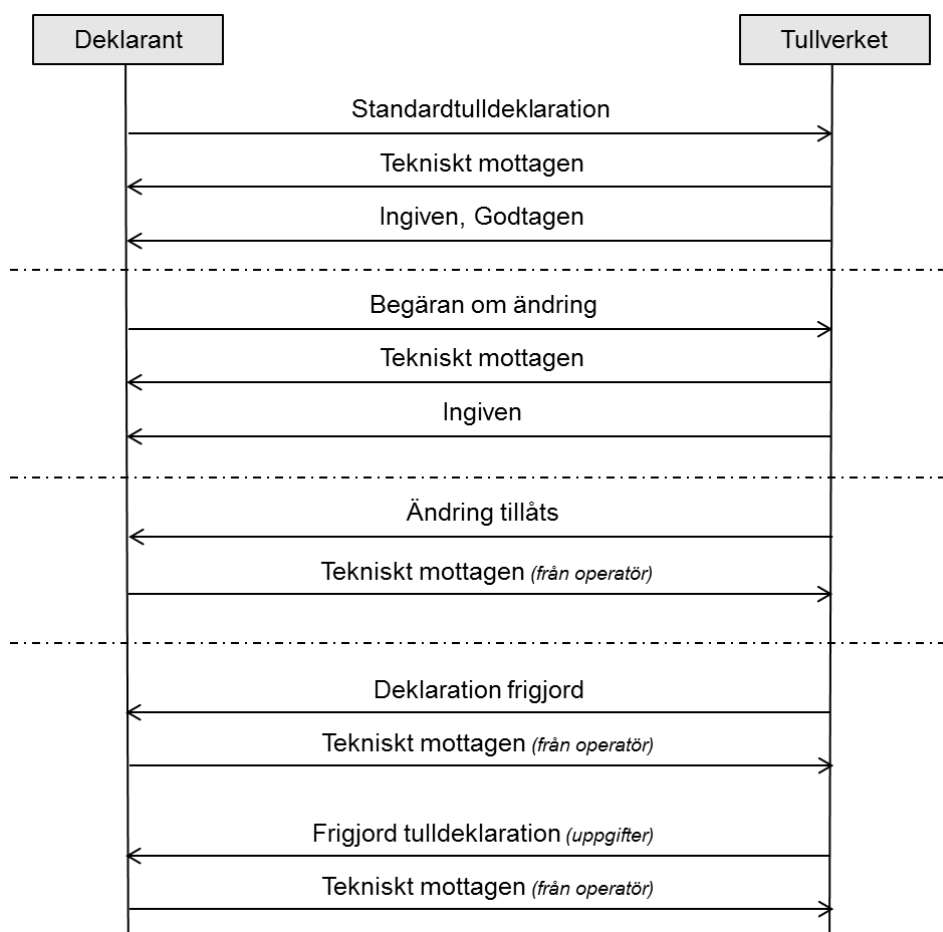 Deklarant
Tullverket
Standardtulldeklaration
Tekniskt mottagen
Ingiven, Godtagen
Begäran om ändring
Tekniskt mottagen
Ingiven
Ändring tillåts
Tekniskt mottagen (från operatör)
Deklaration frigjord
Tekniskt mottagen (från operatör)
Frigjord tulldeklaration (uppgifter)
Tekniskt mottagen (från operatör)